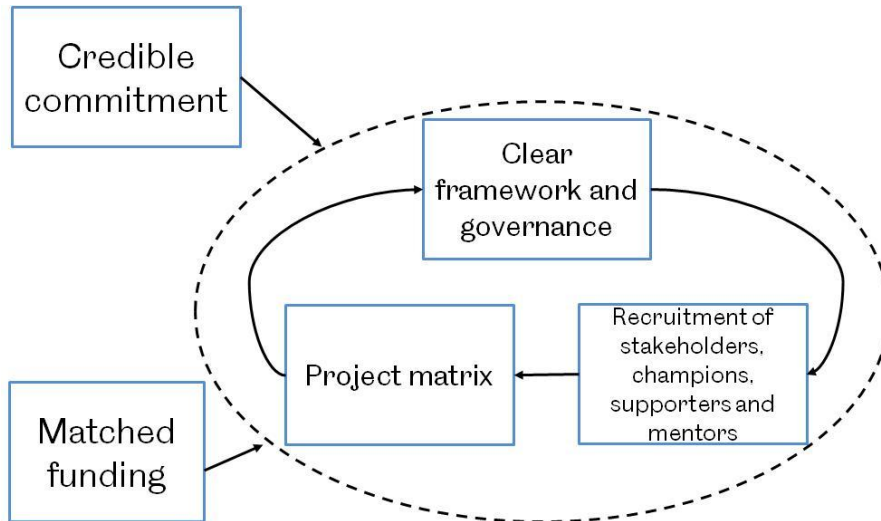 Credible
commitment
Clear
framework and
governance
Recruitment of
stakeholders,
champions,
supporters and
mentors
Project matrix
Matched
funding